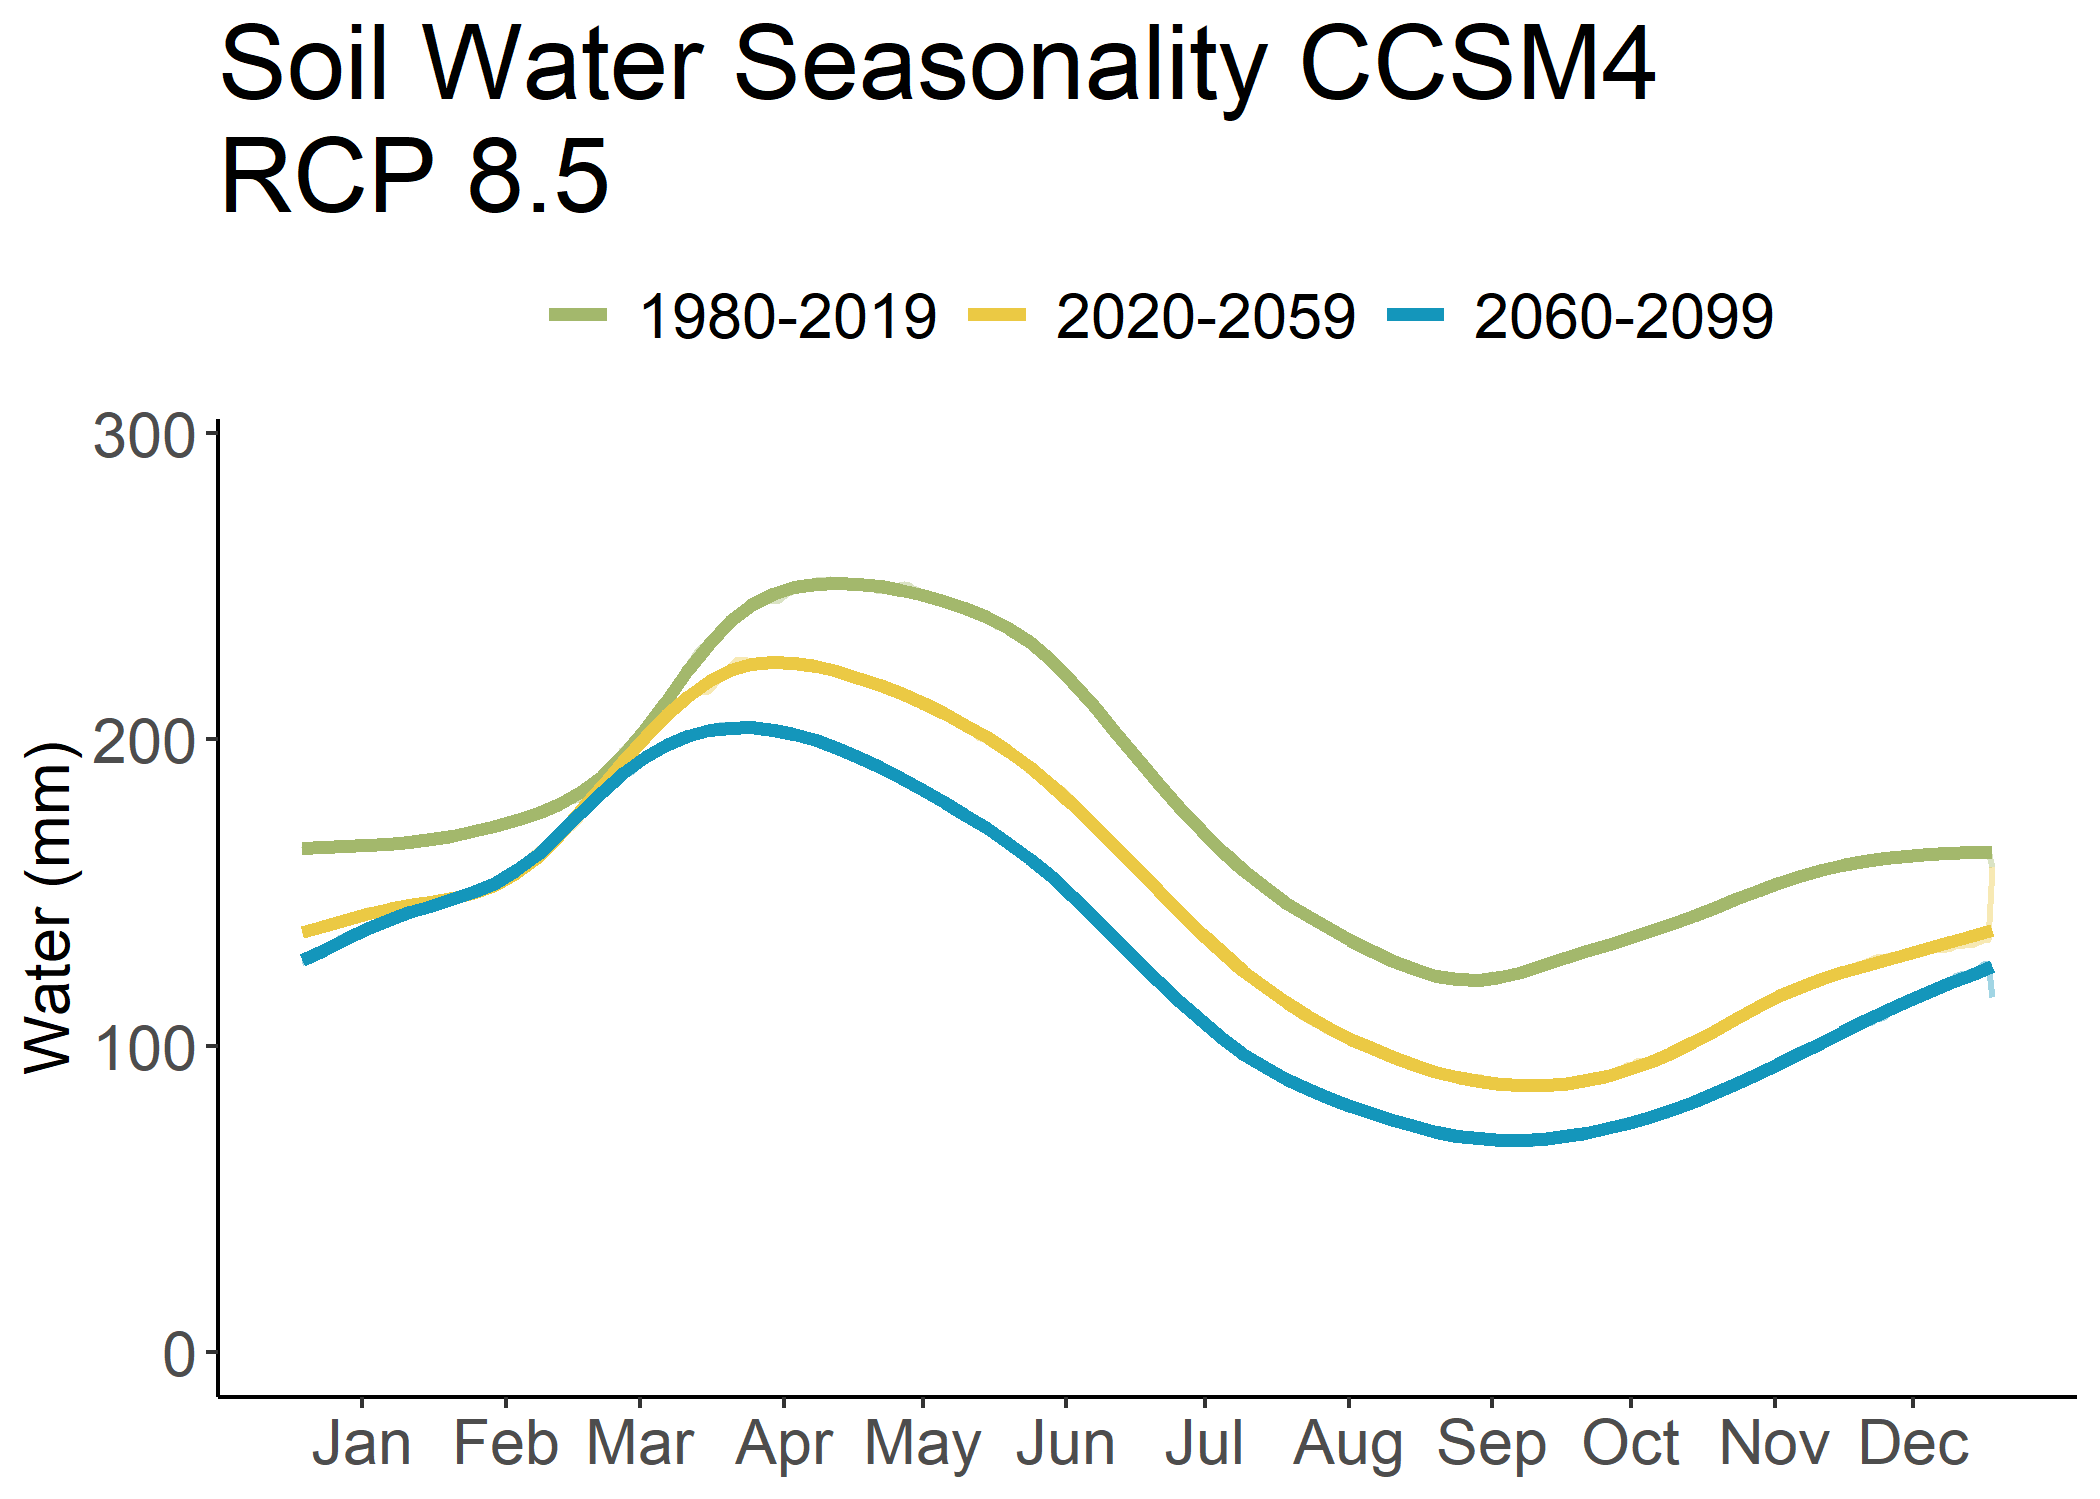 Soil Water Seasonality CCSM4
RCP 8.5
1980-2019 2020-2059 2060-2099
300
200
100
0
Water (mm)
Jan Feb Mar Apr May Jun Jul Aug Sep Oct Nov Dec